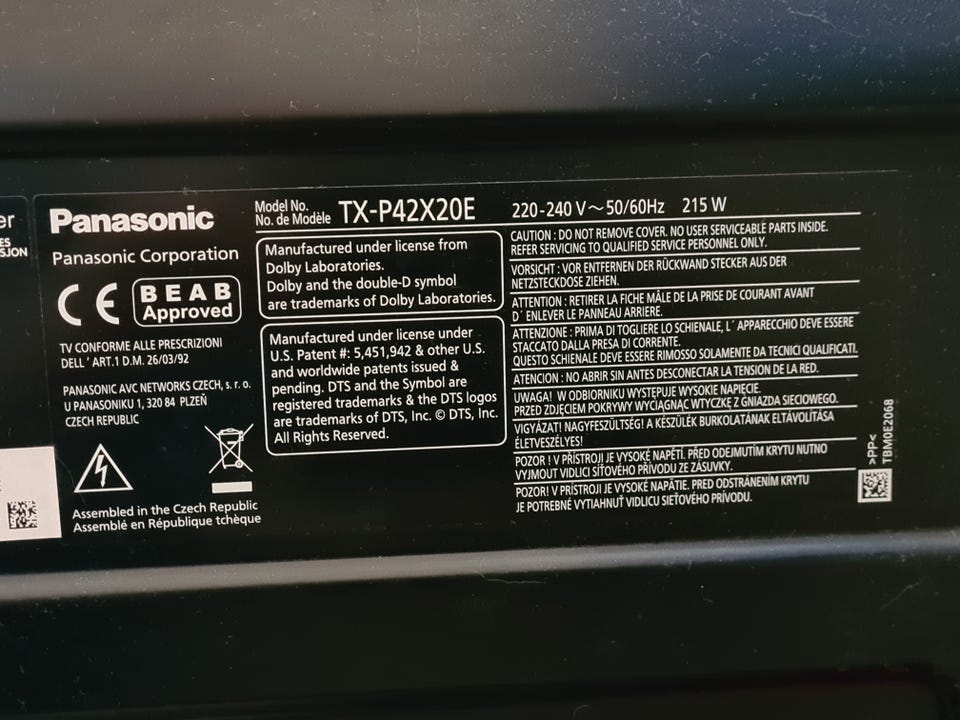 er
ES
SJON
Panasonic
Panasonic Corporation
CE
BEAB
Approved
TV CONFORME ALLE PRESCRIZIONI
DELL' ART.1 D.M. 26/03/92
PANASONIC AVC NETWORKS CZECH, s. r. o.
U PANASONIKU 1, 320 84 PLZEŇ
CZECH REPUBLIC
Assembled in the Czech Republic
Assemblé en République tchèque
Model No.
No. de Modèle
TX-P42X20E
220-240 V~50/60Hz 215 W
Manufactured under license from
Dolby Laboratories.
Dolby and the double-D symbol
are trademarks of Dolby Laboratories.
Manufactured under license under
U.S. Patent #: 5,451,942 & other U.S.
and worldwide patents issued &
pending. DTS and the Symbol are
registered trademarks & the DTS logos
are trademarks of DTS, Inc. © DTS, Inc.
All Rights Reserved.
CAUTION : DO NOT REMOVE COVER. NO USER SERVICEABLE PARTS INSIDE.
REFER SERVICING TO QUALIFIED SERVICE PERSONNEL ONLY.
VORSICHT : VOR ENTFERNEN DER RÜCKWAND STECKER AUS DER
NETZSTECKDOSE ZIEHEN.
ATTENTION : RETIRER LA FICHE MÂLE DE LA PRISE DE COURANT AVANT
D' ENLEVER LE PANNEAU ARRIERE.
ATTENZIONE : PRIMA DI TOGLIERE LO SCHIENALE, L' APPARECCHIO DEVE ESSERE
STACCATO DALLA PRESA DI CORRENTE.
QUESTO SCHIENALE DEVE ESSERE RIMOSSO SOLAMENTE DA TECNICI QUALIFICATI.
ATENCION : NO ABRIR SIN ANTES DESCONECTAR LA TENSION DE LA RED.
UWAGA! W ODBIORNIKU WYSTĘPUJE WYSOKIE NAPIĘCIE.
PRZED ZDJĘCIEM POKRYWY WYCIĄGNĄĆ WTYCZKĘ Z GNIAZDA SIECIOWEGO.
VIGYÁZAT! NAGYFESZÜLTSÉG! A KÉSZÜLÉK BURKOLATÁNAK ELTÁVOLÍTÁSA
ÉLETVESZÉLYES!
POZOR ! V PŘÍSTROJI JE VYSOKÉ NAPĚTÍ. PŘED ODEJMUTÍM KRYTU NUTNO
VYJMOUT VIDLICI SÍŤOVÉHO PŘÍVODU ZE ZÁSUVKY.
POZOR! V PRÍSTROJI JE VYSOKÉ NAPÄTIE. PRED ODSTRÁNENÍM KRYTU
JE POTREBNÉ VYTIAHNUŤ VIDLICU SIEŤOVÉHO PRÍVODU.
>PP<
TBM0E2068